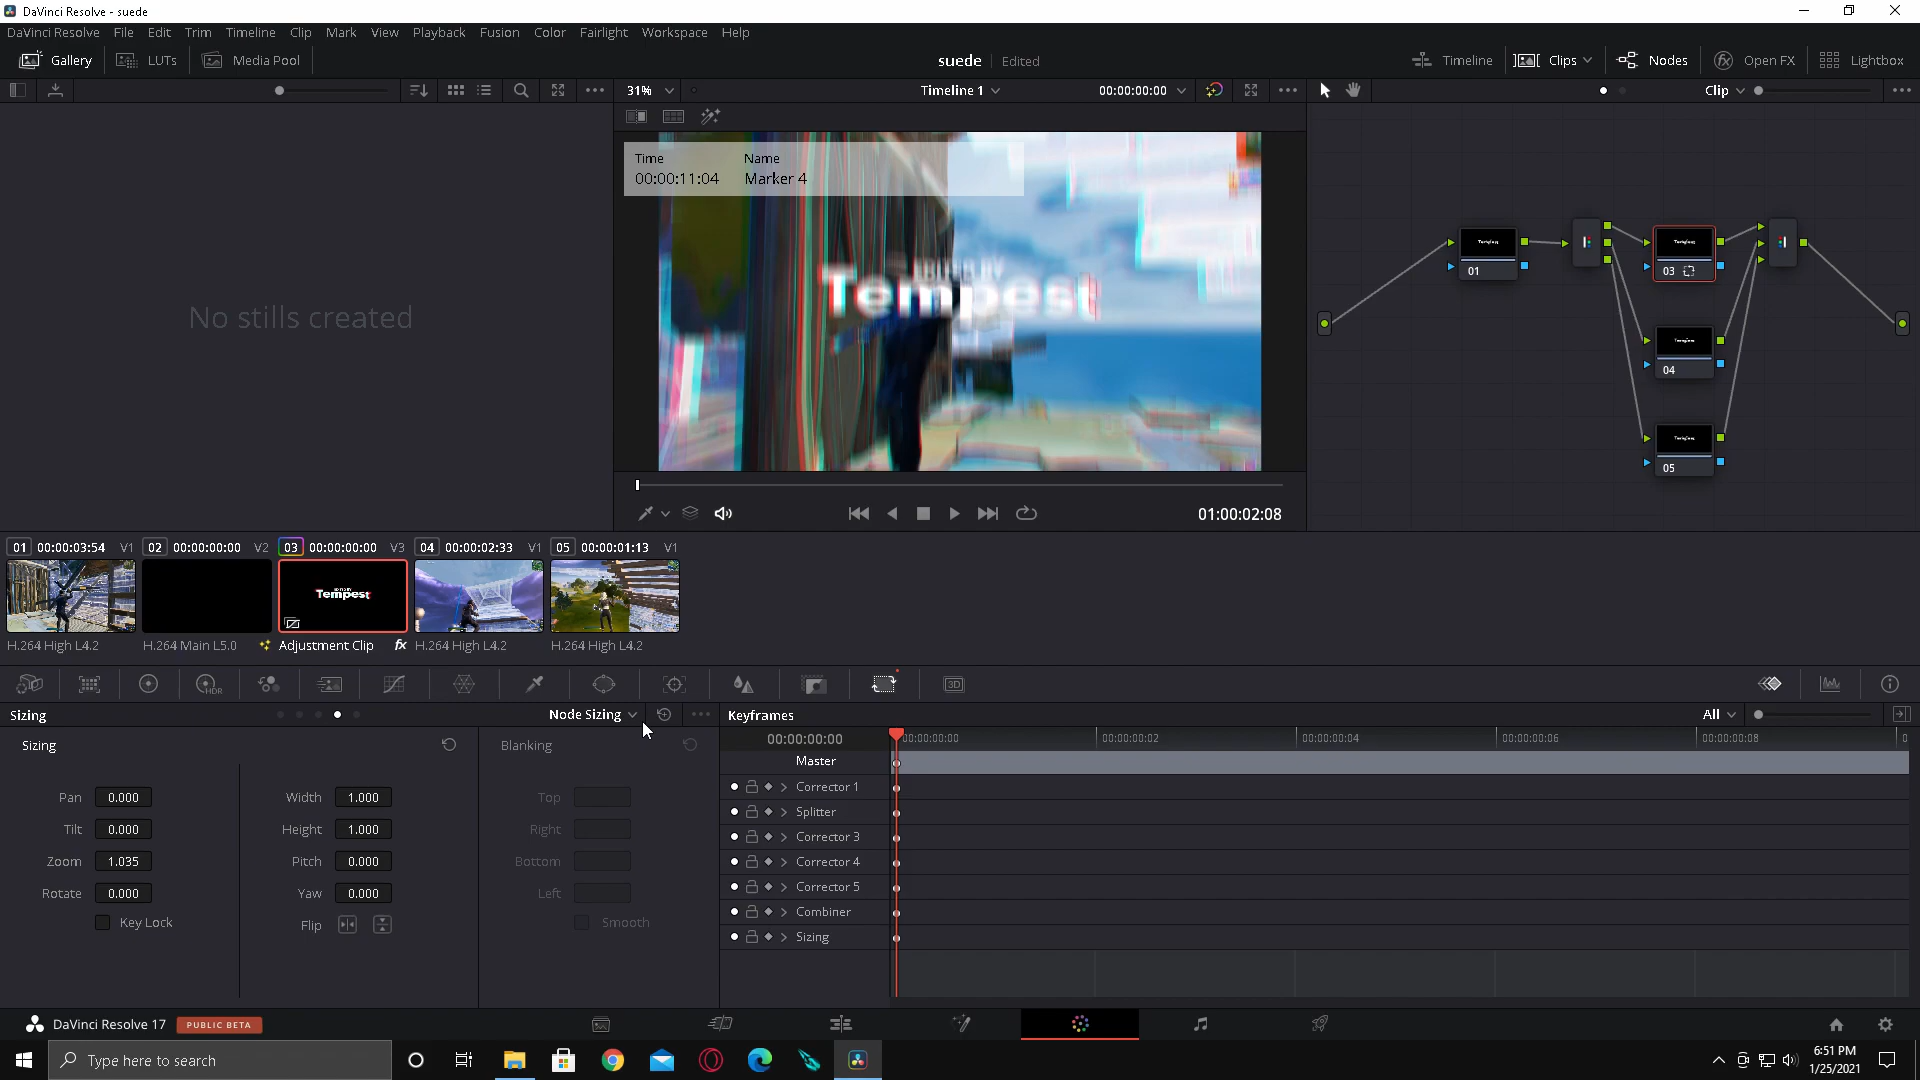 DaVinci Resolve - suede
DaVinci Resolve File Edit Trim Timeline Clip Mark View Playback Fusion Color Fairlight Workspace Help
Gallery LUTs Media Pool suede Edited Timeline Clips Nodes Open FX Lightbox
31% Timeline 1 00:00:00:00 Clip
Time Name
00:00:11:04 Marker 4
EDITED BY
Tempest
No stills created
01
03
04
05
01:00:02:08
01 00:00:03:54 V1 02 00:00:00:00 V2 03 00:00:00:00 V3 04 00:00:02:33 V1 05 00:00:01:13 V1
Tempest
H.264 High L4.2 H.264 Main L5.0 Adjustment Clip fx H.264 High L4.2 H.264 High L4.2
HDR
3D
Sizing Node Sizing Keyframes All
Sizing Blanking 00:00:00:00 00:00:00:00 00:00:00:02 00:00:00:04 00:00:00:06 00:00:00:08
Master
Pan 0.000 Width 1.000 Top Corrector 1
Splitter
Tilt 0.000 Height 1.000 Right Corrector 3
Zoom 1.035 Pitch 0.000 Bottom Corrector 4
Rotate 0.000 Yaw 0.000 Left Corrector 5
Key Lock Flip Smooth Combiner
Sizing
DaVinci Resolve 17 PUBLIC BETA
Type here to search
6:51 PM
1/25/2021